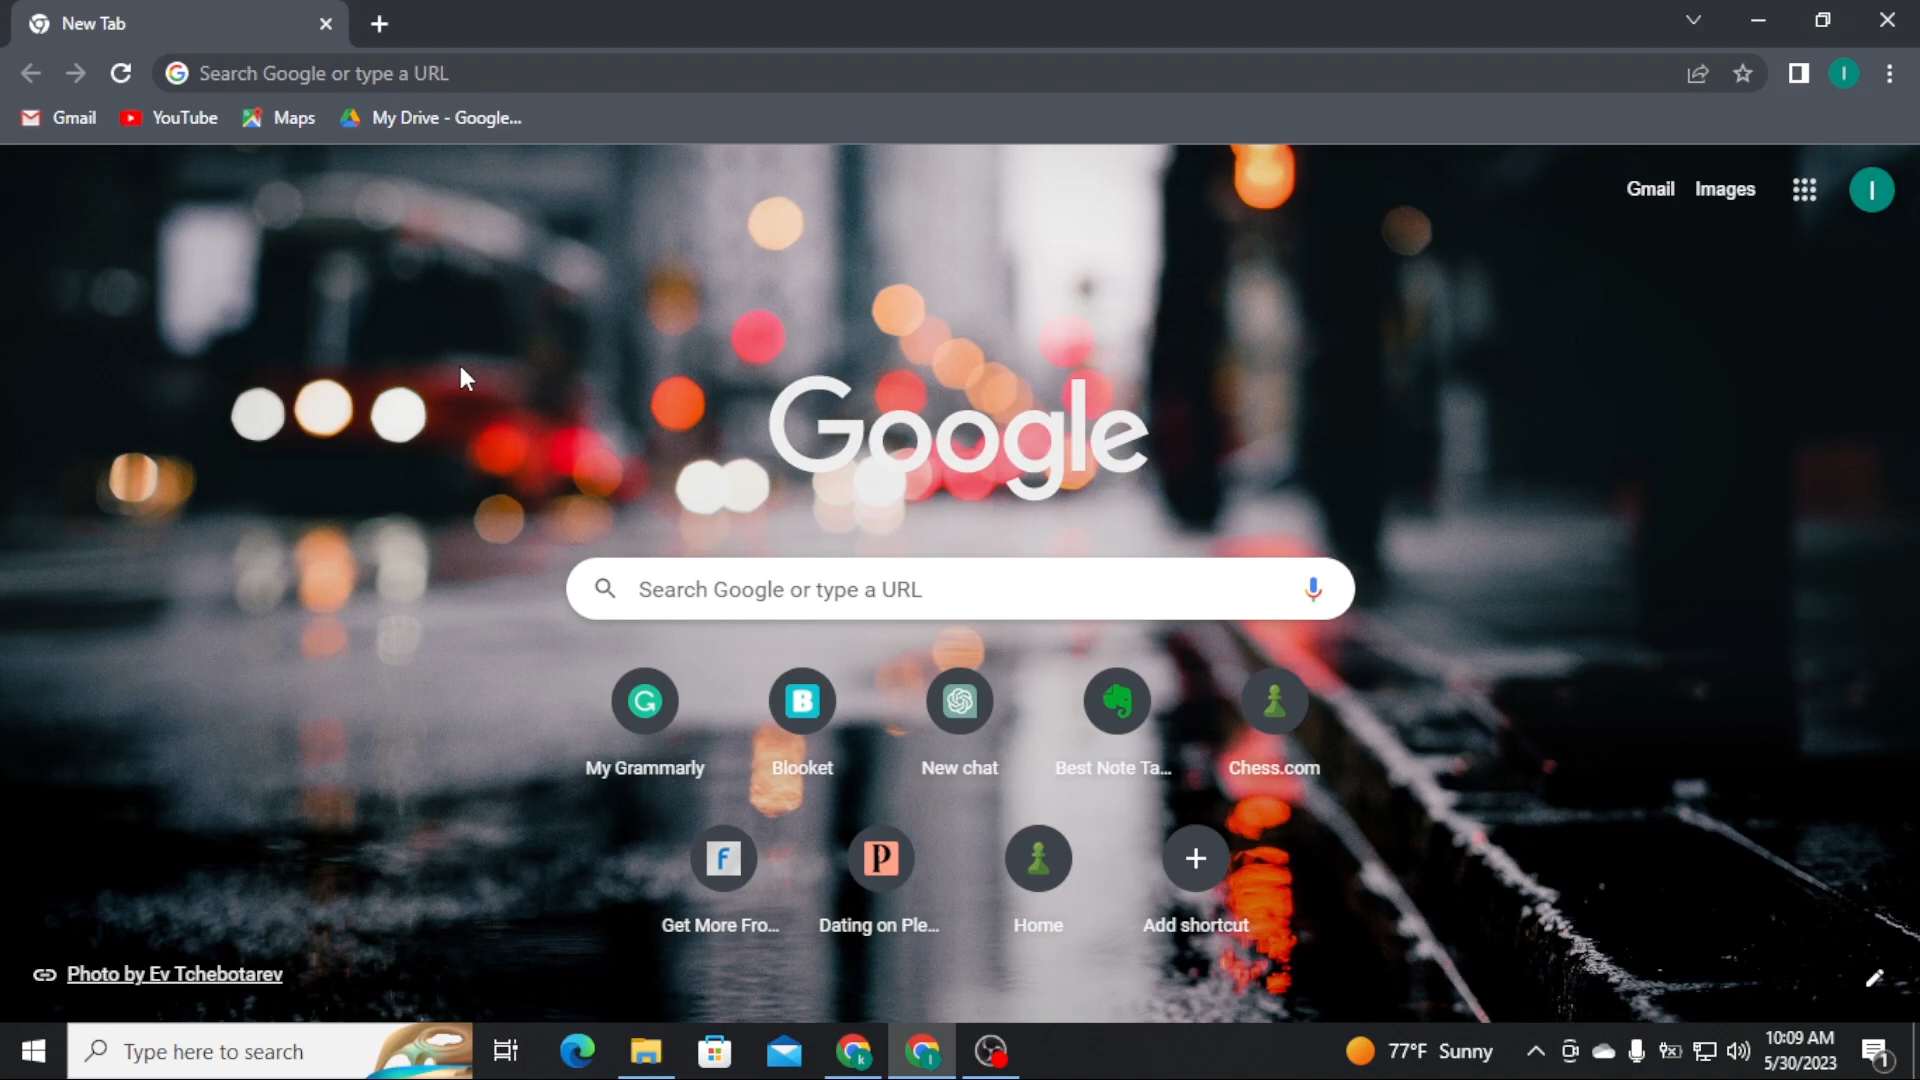 New Tab
Search Google or type a URL
Gmail YouTube Maps My Drive - Google...
Gmail Images I
Google
Search Google or type a URL
My Grammarly Blooket New chat Best Note Ta... Chess.com
Get More Fro... Dating on Ple... Home Add shortcut
Photo by Ev Tchebotarev
Type here to search
77°F Sunny
10:09 AM
5/30/2023
1